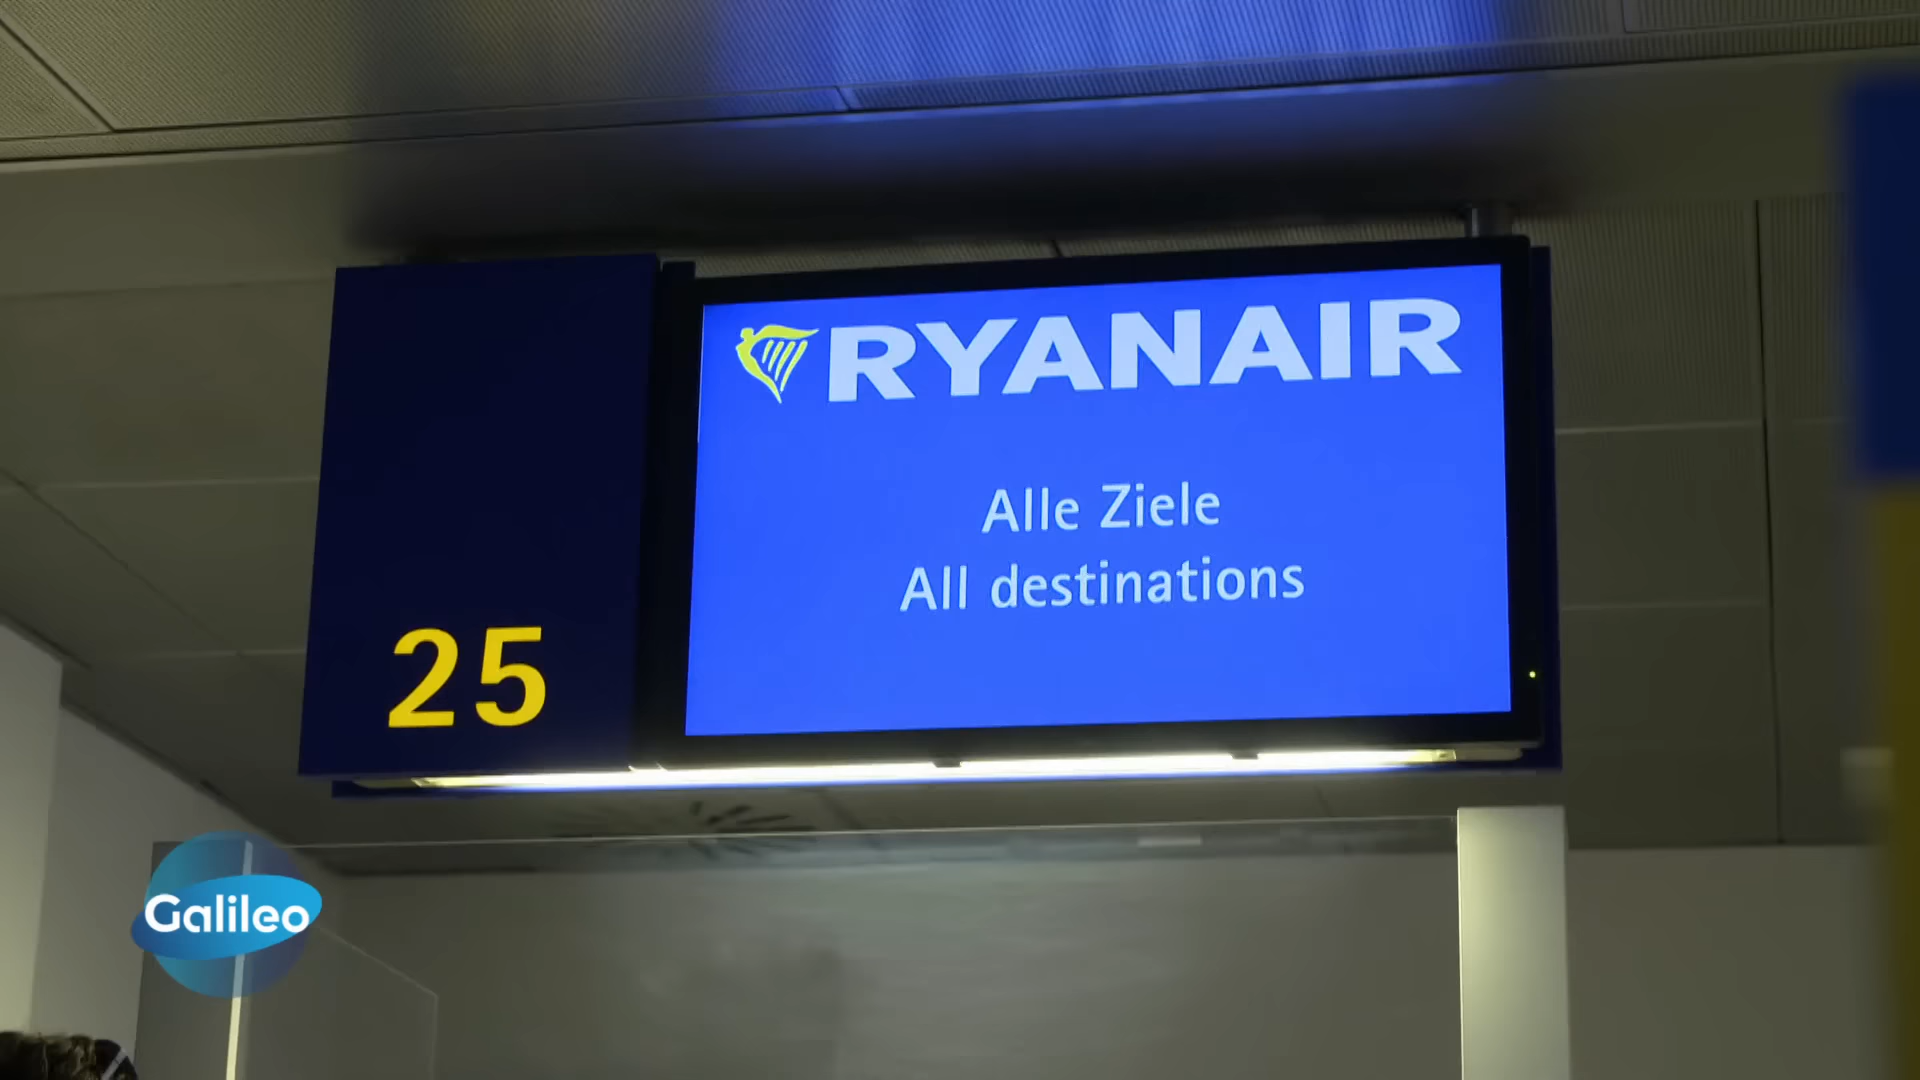 RYANAIR
Alle Ziele
All destinations
25
Galileo